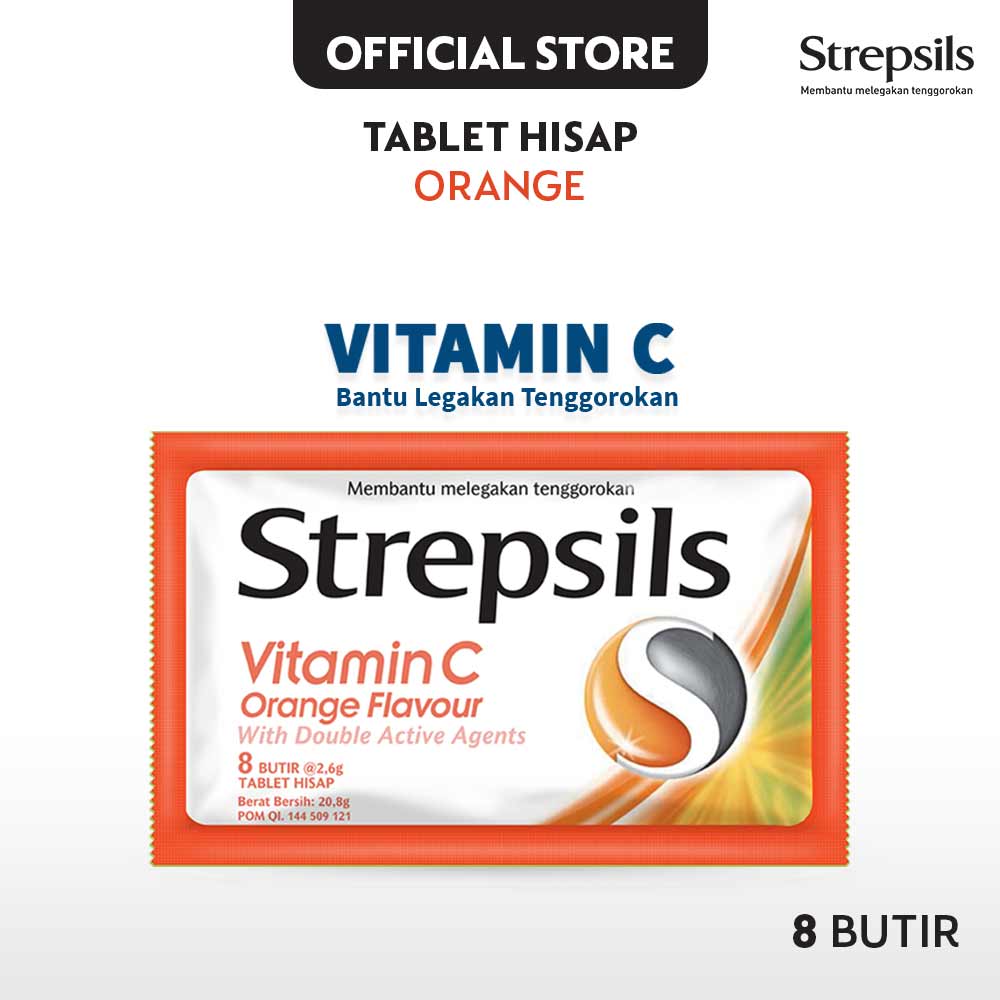 OFFICIAL STORE
Strepsils
Membantu melegakan tenggorokan
TABLET HISAP
ORANGE
VITAMIN C
Bantu Legakan Tenggorokan
Membantu melegakan tenggorokan
Strepsils
Vitamin C
Orange Flavour
With Double Active Agents
8 BUTIR @2,6g
TABLET HISAP
Berat Bersih: 20,8g
POM QI. 144 509 121
8 BUTIR